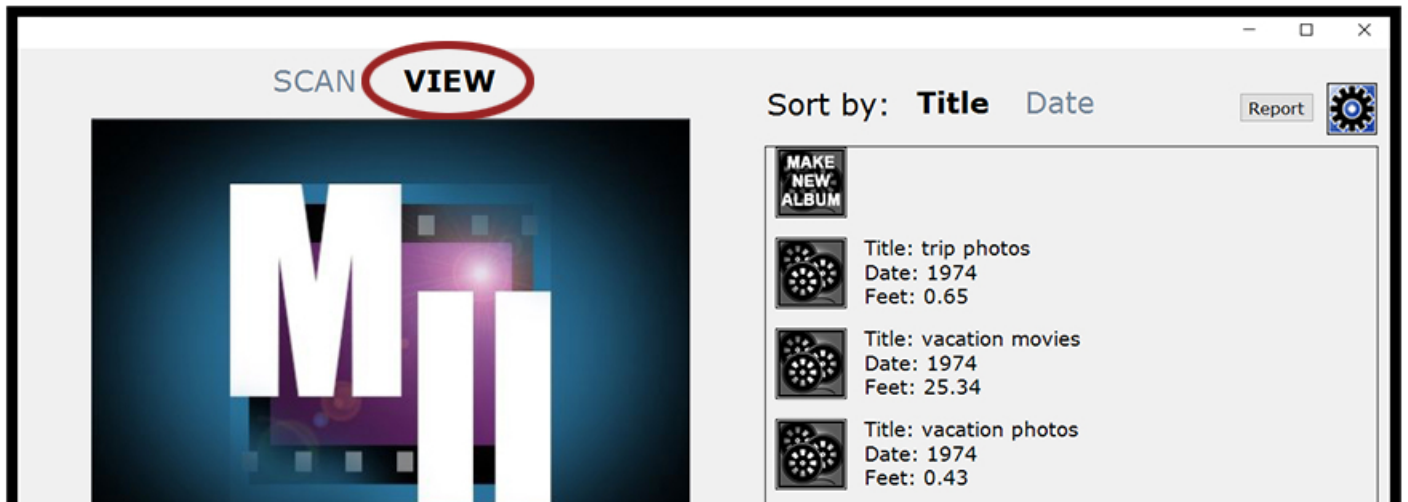 SCAN VIEW
Sort by: Title Date
Report
MAKE
NEW
ALBUM
Title: trip photos
Date: 1974
Feet: 0.65
Title: vacation movies
Date: 1974
Feet: 25.34
Title: vacation photos
Date: 1974
Feet: 0.43